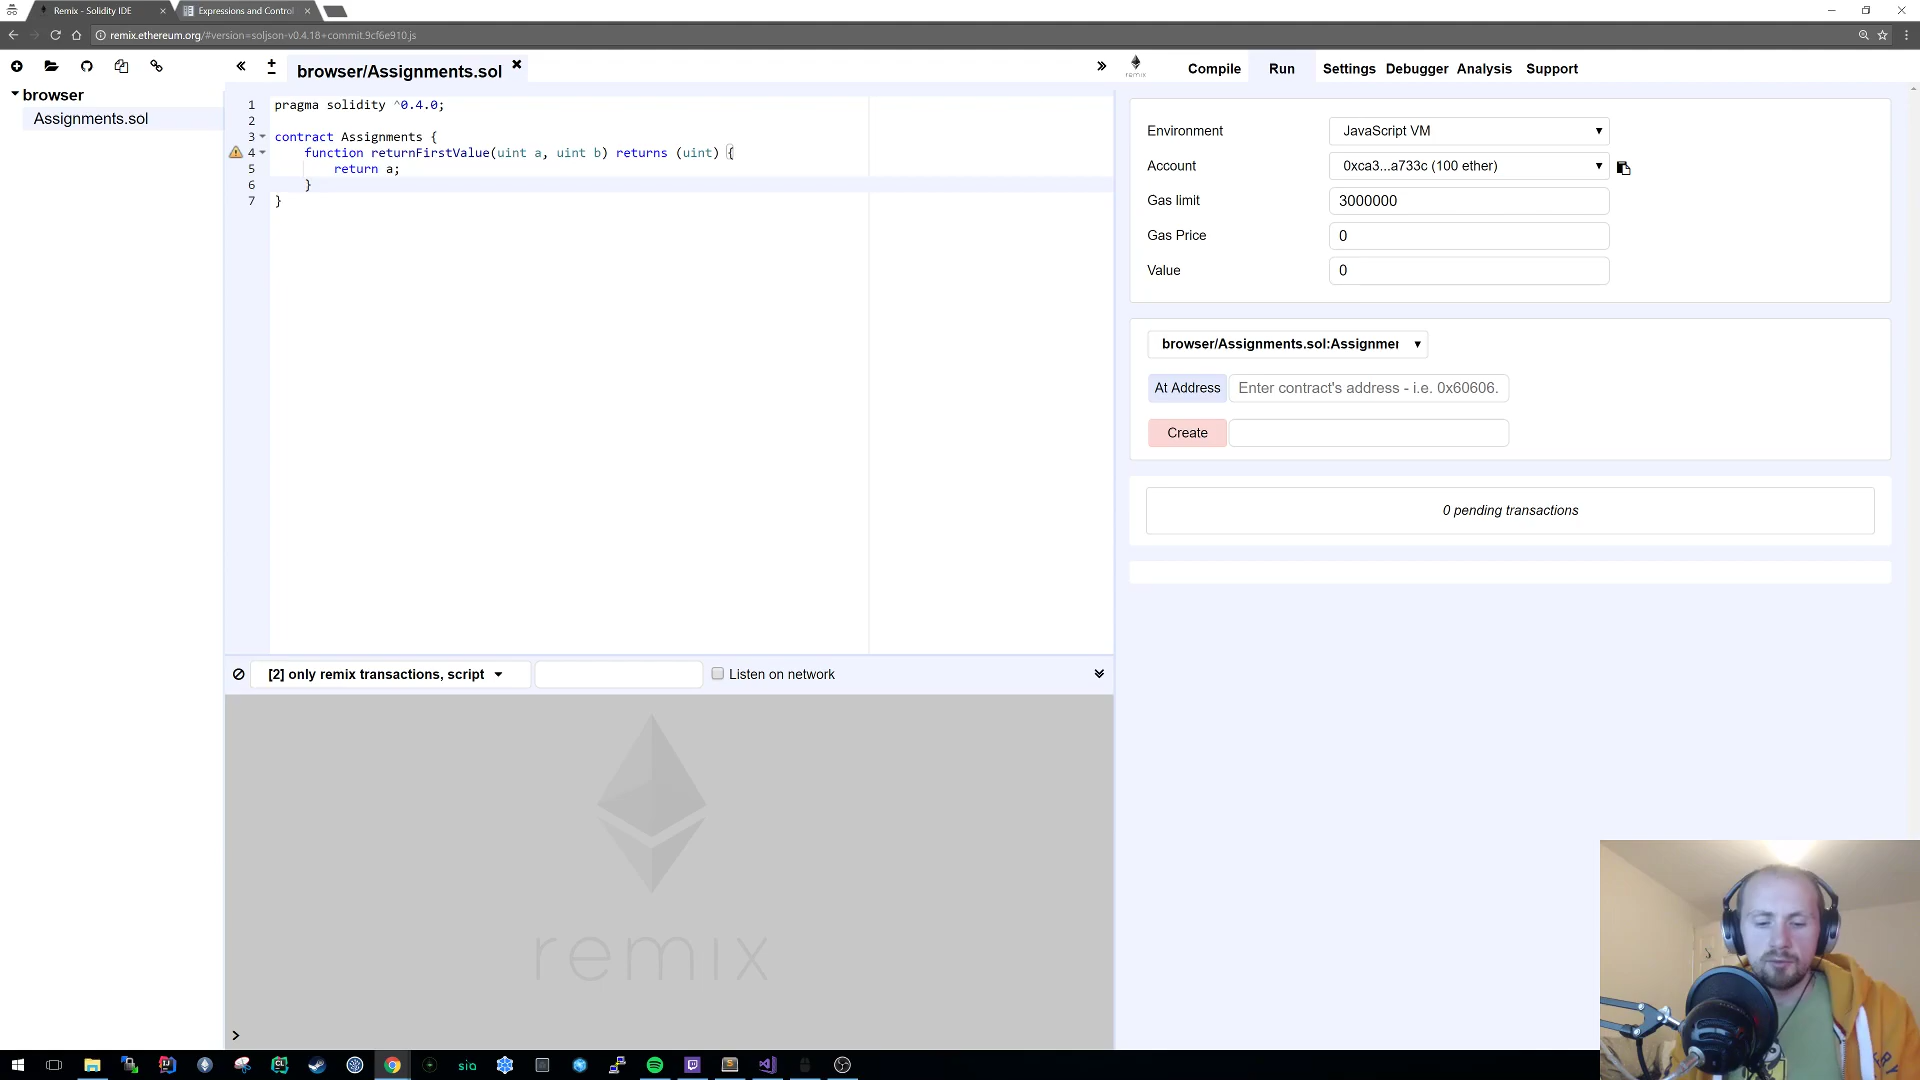 Remix - Solidity IDE
Expressions and Control
remix.ethereum.org/#version=soljson-v0.4.18+commit.9cf6e910.js
browser
Assignments.sol
browser/Assignments.sol
1 pragma solidity ^0.4.0;
2
3 contract Assignments {
4 function returnFirstValue(uint a, uint b) returns (uint) {
5 return a;
6 }
7 }
remix
Compile Run Settings Debugger Analysis Support
Environment JavaScript VM
Account 0xca3...a733c (100 ether)
Gas limit 3000000
Gas Price 0
Value 0
browser/Assignments.sol:Assignmer
At Address Enter contract's address - i.e. 0x60606.
Create
0 pending transactions
[2] only remix transactions, script
Listen on network
remix
>
sia